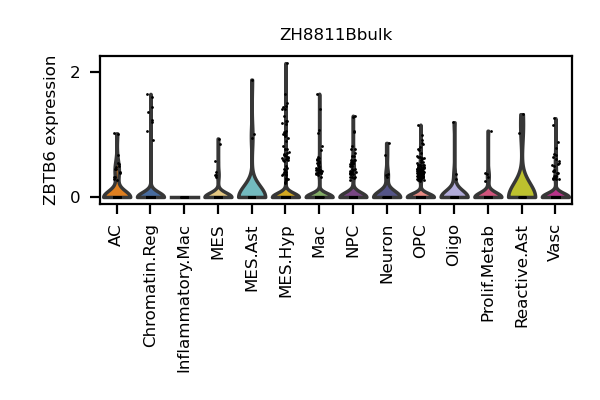 ZH8811Bbulk
ZBTB6 expression
2
0
AC
Chromatin.Reg
Inflammatory.Mac
MES
MES.Ast
MES.Hyp
Mac
NPC
Neuron
OPC
Oligo
Prolif.Metab
Reactive.Ast
Vasc